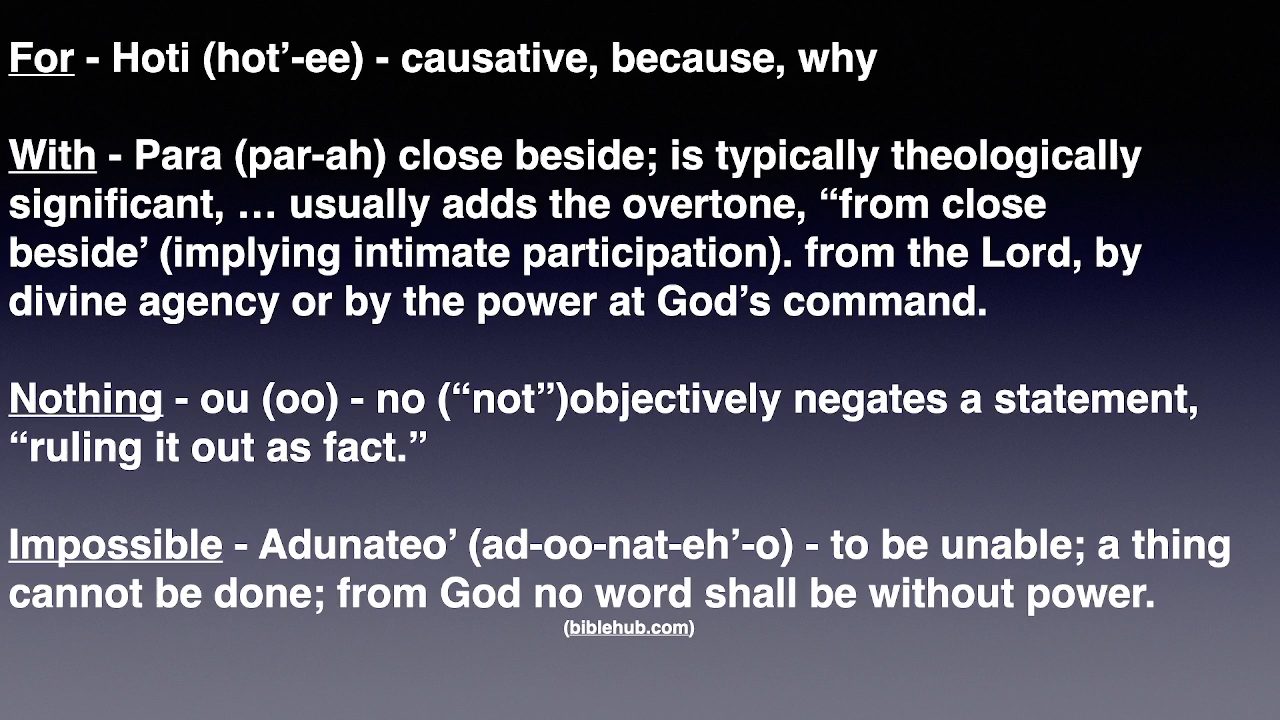 For - Hoti (hot’-ee) - causative, because, why
With - Para (par-ah) close beside; is typically theologically
significant, … usually adds the overtone, “from close
beside’ (implying intimate participation). from the Lord, by
divine agency or by the power at God’s command.
Nothing - ou (oo) - no (“not”)objectively negates a statement,
“ruling it out as fact.”
Impossible - Adunateo’ (ad-oo-nat-eh’-o) - to be unable; a thing
cannot be done; from God no word shall be without power.
(biblehub.com)